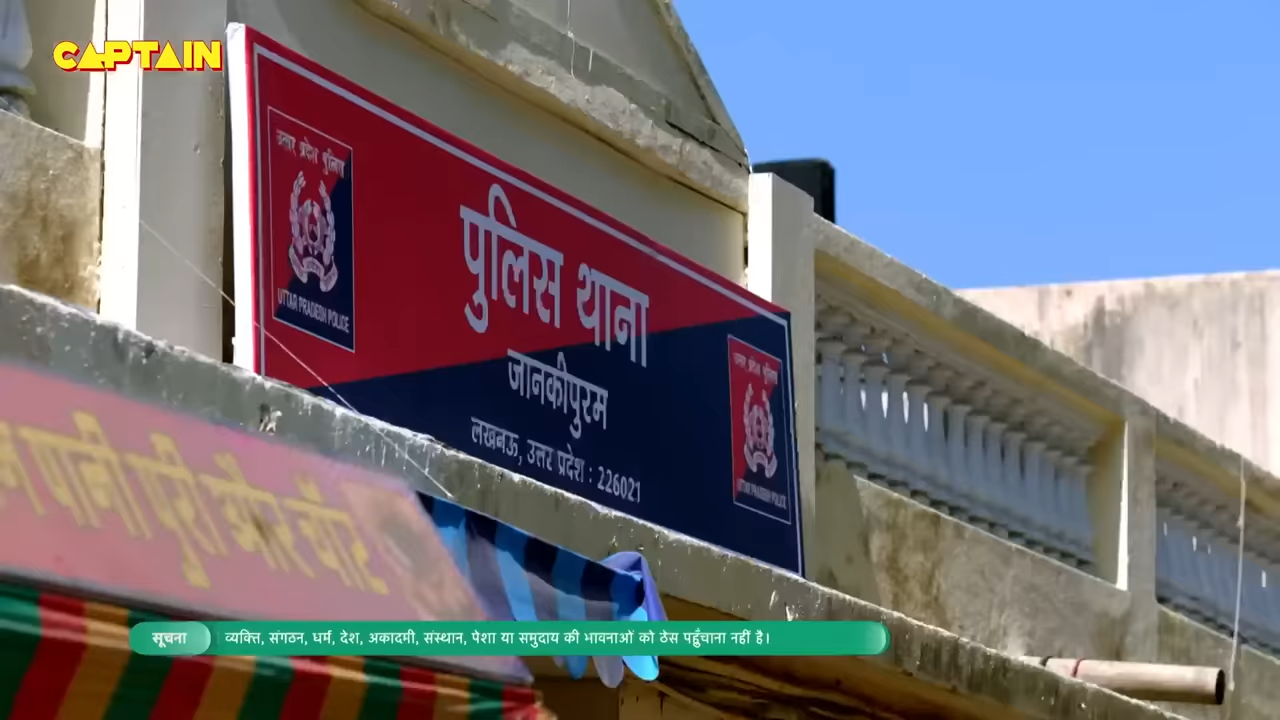 CAPTAIN
उत्तर प्रदेश पुलिस
UTTAR PRADESH POLICE
पुलिस थाना
जानकीपुरम
लखनऊ, उत्तर प्रदेश : 226021
उत्तर प्रदेश पुलिस
UTTAR PRADESH POLICE
पानी पूरी और चाट
सूचना
व्यक्ति, संगठन, धर्म, देश, अकादमी, संस्थान, पेशा या समुदाय की भावनाओं को ठेस पहुँचाना नहीं है।